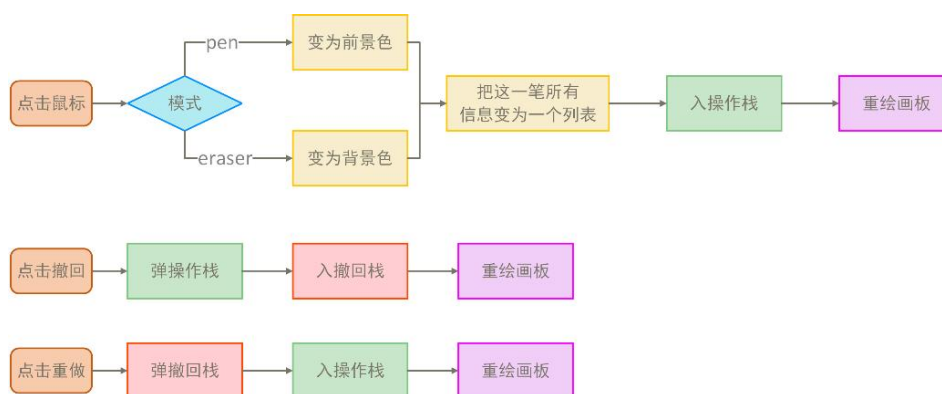 pen
变为前景色
点击鼠标
模式
把这一笔所有
信息变为一个列表
入操作栈
重绘画板
eraser
变为背景色
点击撤回
弹操作栈
入撤回栈
重绘画板
点击重做
弹撤回栈
入操作栈
重绘画板